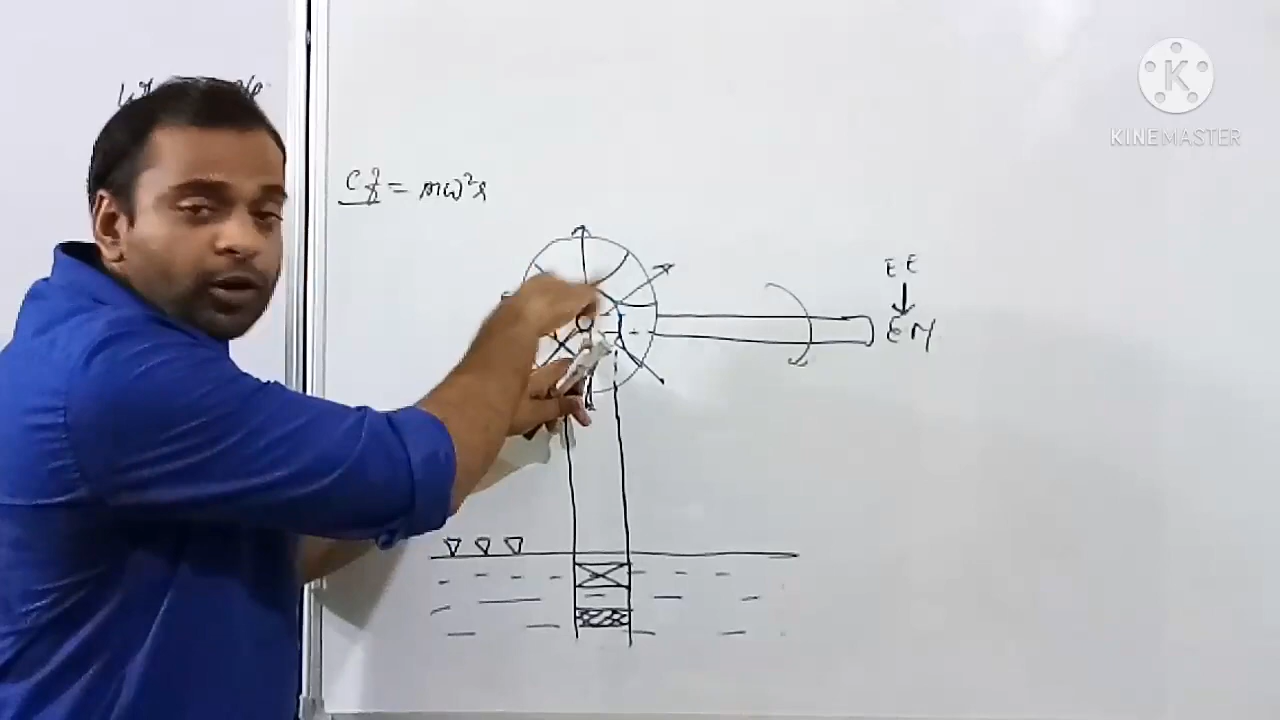 Cf = mω²r
EE
EM
K
KINEMASTER